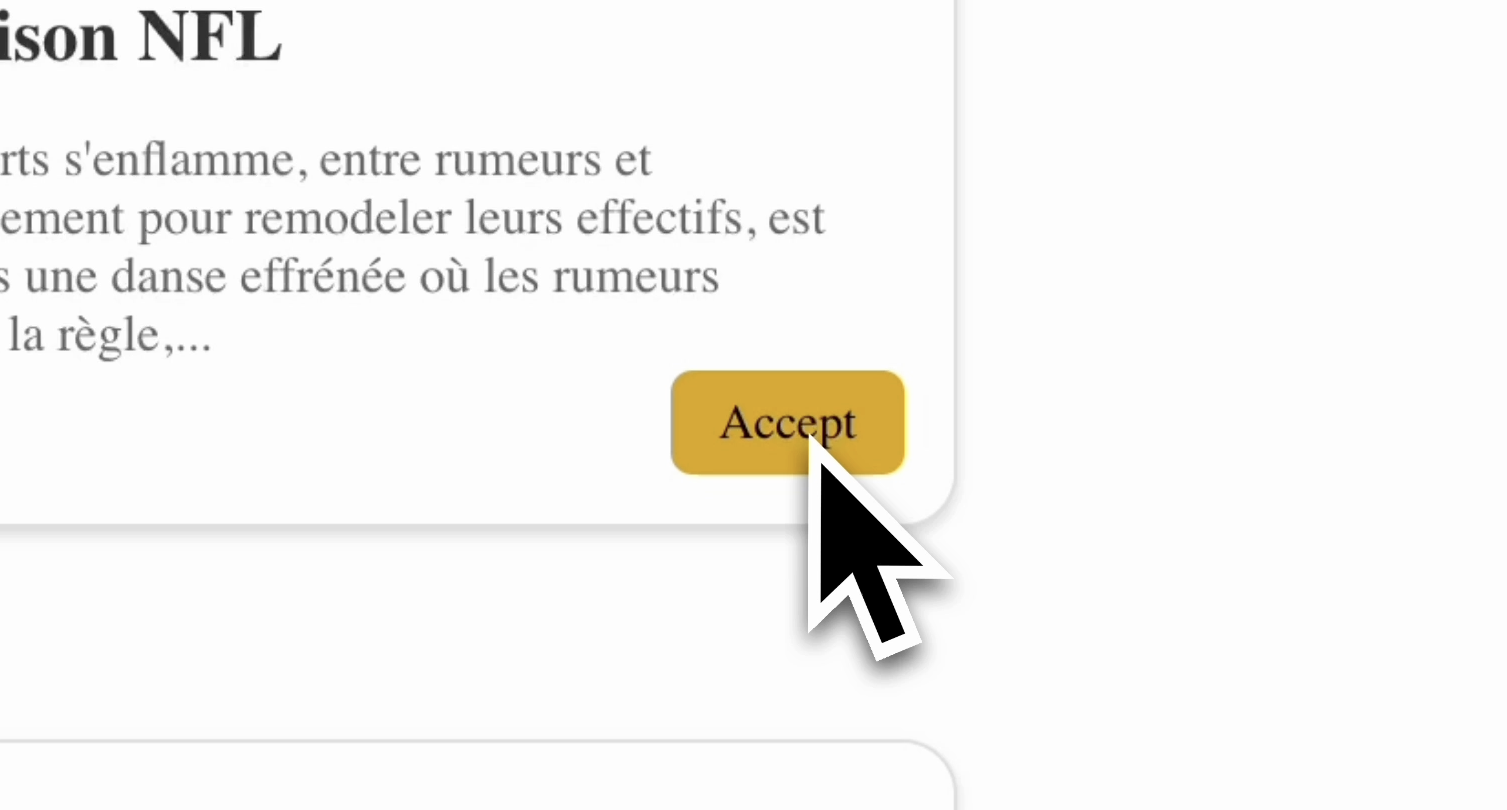 ison NFL
rts s'enflamme, entre rumeurs et
ement pour remodeler leurs effectifs, est
s une danse effrénée où les rumeurs
la règle,...
Accept